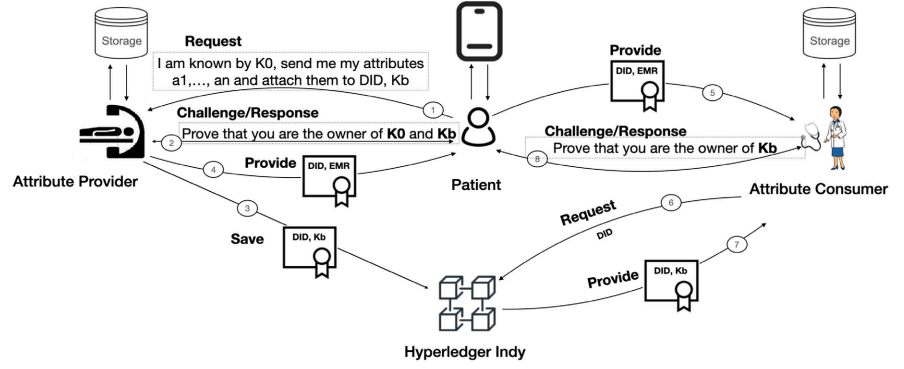 Storage
Request
I am known by K0, send me my attributes
a1,…, an and attach them to DID, Kb
1
Challenge/Response
2
Prove that you are the owner of K0 and Kb
4
Provide
DID, EMR
Attribute Provider
3
Save
DID, Kb
Patient
Provide
DID, EMR
5
Storage
Challenge/Response
Prove that you are the owner of Kb
8
Attribute Consumer
Request
DID
6
7
Provide
DID, Kb
Hyperledger Indy